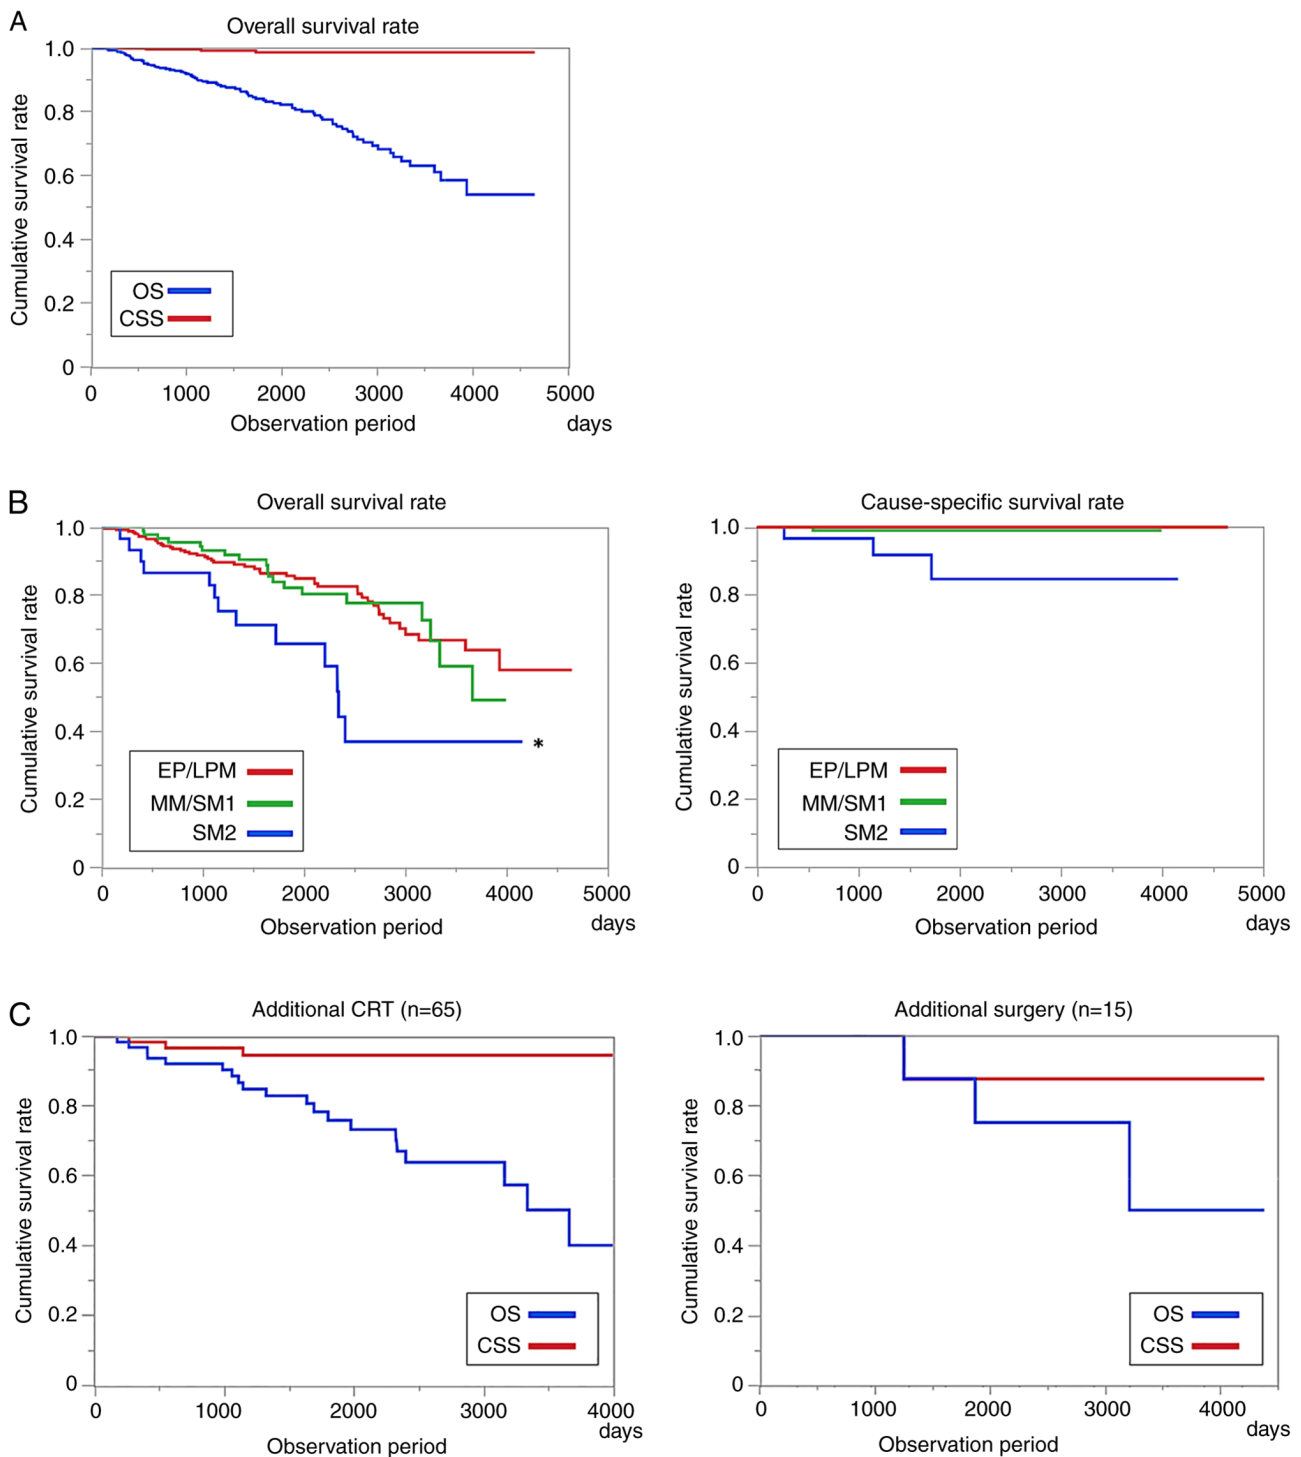 A
Overall survival rate
Cumulative survival rate
1.0
0.8
0.6
0.4
0.2
0
OS
CSS
0 1000 2000 3000 4000 5000
Observation period days
B
Overall survival rate
Cumulative survival rate
1.0
0.8
0.6
0.4
0.2
0
*
EP/LPM
MM/SM1
SM2
0 1000 2000 3000 4000 5000
Observation period days
Cause-specific survival rate
Cumulative survival rate
1.0
0.8
0.6
0.4
0.2
0
EP/LPM
MM/SM1
SM2
0 1000 2000 3000 4000 5000
Observation period days
C
Additional CRT (n=65)
Cumulative survival rate
1.0
0.8
0.6
0.4
0.2
0
OS
CSS
0 1000 2000 3000 4000
Observation period days
Additional surgery (n=15)
Cumulative survival rate
1.0
0.8
0.6
0.4
0.2
0
OS
CSS
0 1000 2000 3000 4000
Observation period days